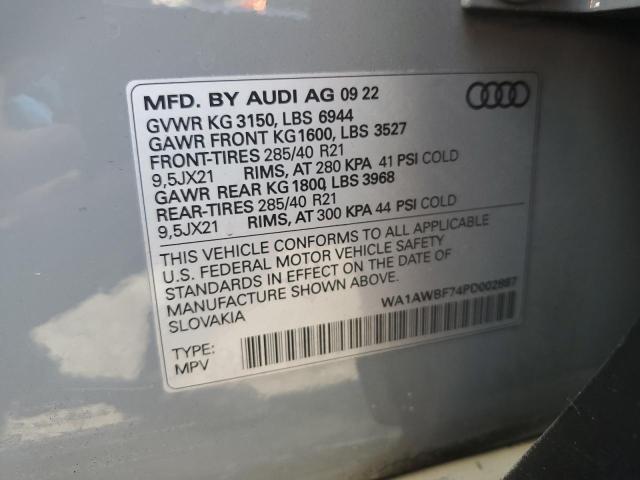 MFD. BY AUDI AG 09 22
GVWR KG 3150, LBS 6944
GAWR FRONT KG1600, LBS 3527
FRONT-TIRES 285/40 R21
9,5JX21 RIMS, AT 280 KPA 41 PSI COLD
GAWR REAR KG 1800, LBS 3968
REAR-TIRES 285/40 R21
9,5JX21 RIMS, AT 300 KPA 44 PSI COLD
THIS VEHICLE CONFORMS TO ALL APPLICABLE
U.S. FEDERAL MOTOR VEHICLE SAFETY
STANDARDS IN EFFECT ON THE DATE OF
MANUFACTURE SHOWN ABOVE.
SLOVAKIA
TYPE:
MPV